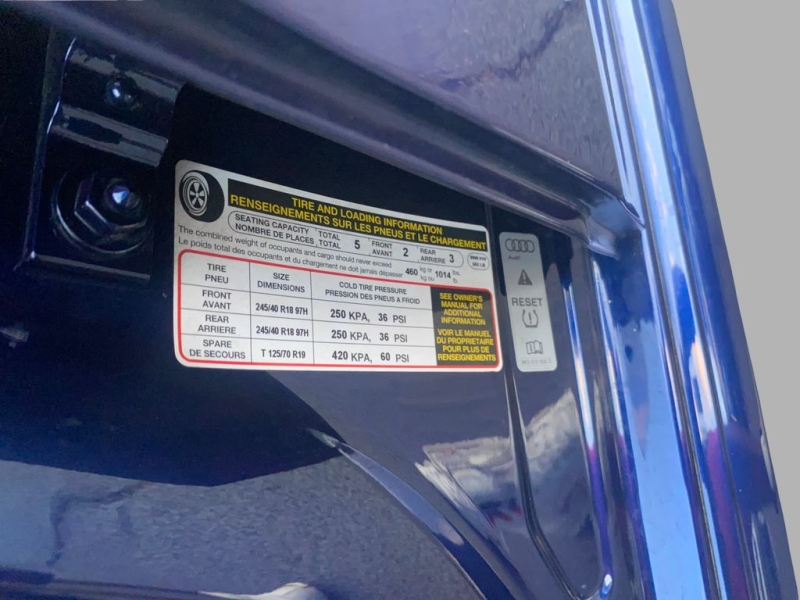 TIRE AND LOADING INFORMATION
RENSEIGNEMENTS SUR LES PNEUS ET LE CHARGEMENT
SEATING CAPACITY TOTAL 5 FRONT 2 REAR 3
NOMBRE DE PLACES TOTAL AVANT ARRIERE
The combined weight of occupants and cargo should never exceed 460 kg or 1014 lbs.
Le poids total des occupants et du chargement ne doit jamais dépasser kg ou lb.
TIRE SIZE COLD TIRE PRESSURE
PNEU DIMENSIONS PRESSION DES PNEUS A FROID
FRONT
AVANT 245/40 R18 97H 250 KPA, 36 PSI
REAR
ARRIERE 245/40 R18 97H 250 KPA, 36 PSI
SPARE
DE SECOURS T 125/70 R19 420 KPA, 60 PSI
SEE OWNER'S
MANUAL FOR
ADDITIONAL
INFORMATION
VOIR LE MANUEL
DU PROPRIETAIRE
POUR PLUS DE
RENSEIGNEMENTS
Audi
RESET